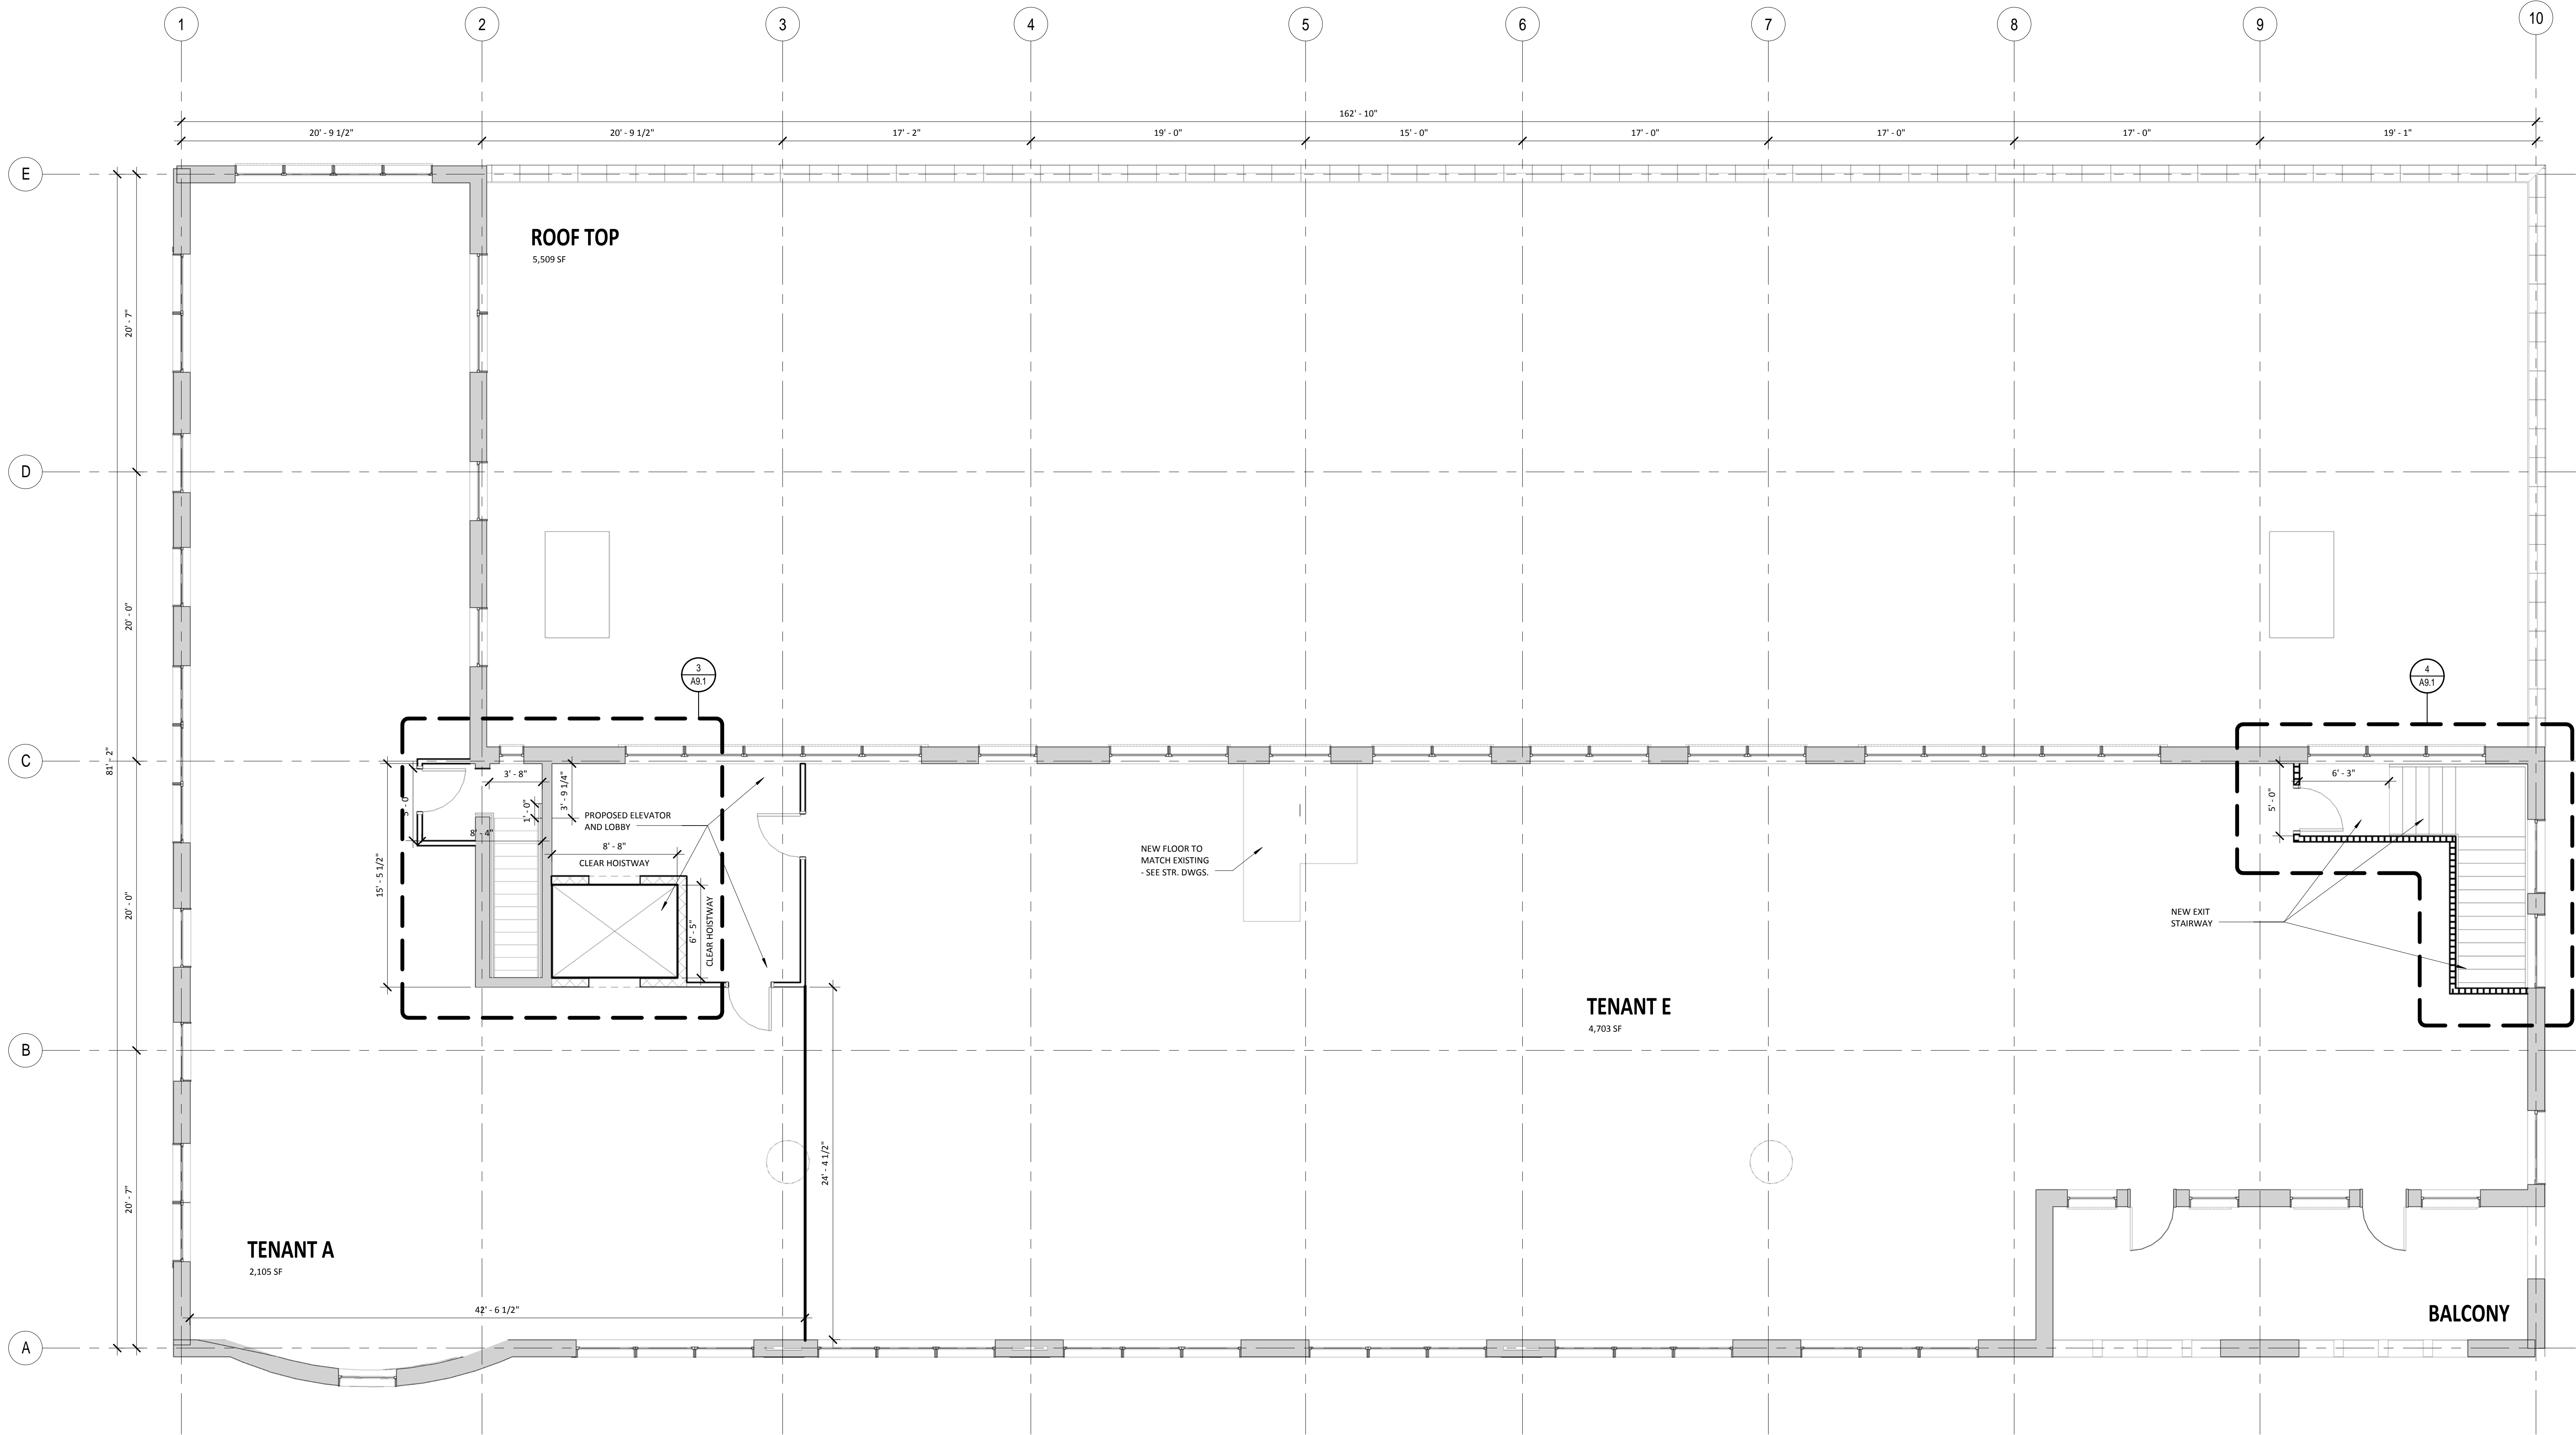 1 2 3 4 5 6 7 8 9 10
162' - 10"
20' - 9 1/2" 20' - 9 1/2" 17' - 2" 19' - 0" 15' - 0" 17' - 0" 17' - 0" 17' - 0" 19' - 1"
E
ROOF TOP
5,509 SF
20' - 7"
D
20' - 0"
3
A9.1
4
A9.1
C
81' - 2"
3' - 8"
3' - 9 1/4"
1' - 0"
5' - 0"
8' - 4"
PROPOSED ELEVATOR
AND LOBBY
8' - 8"
CLEAR HOISTWAY
15' - 5 1/2"
6' - 5"
CLEAR HOISTWAY
20' - 0"
NEW FLOOR TO
MATCH EXISTING
- SEE STR. DWGS.
6' - 3"
5' - 0"
NEW EXIT
STAIRWAY
TENANT E
4,703 SF
B
24' - 4 1/2"
20' - 7"
TENANT A
2,105 SF
42' - 6 1/2"
BALCONY
A